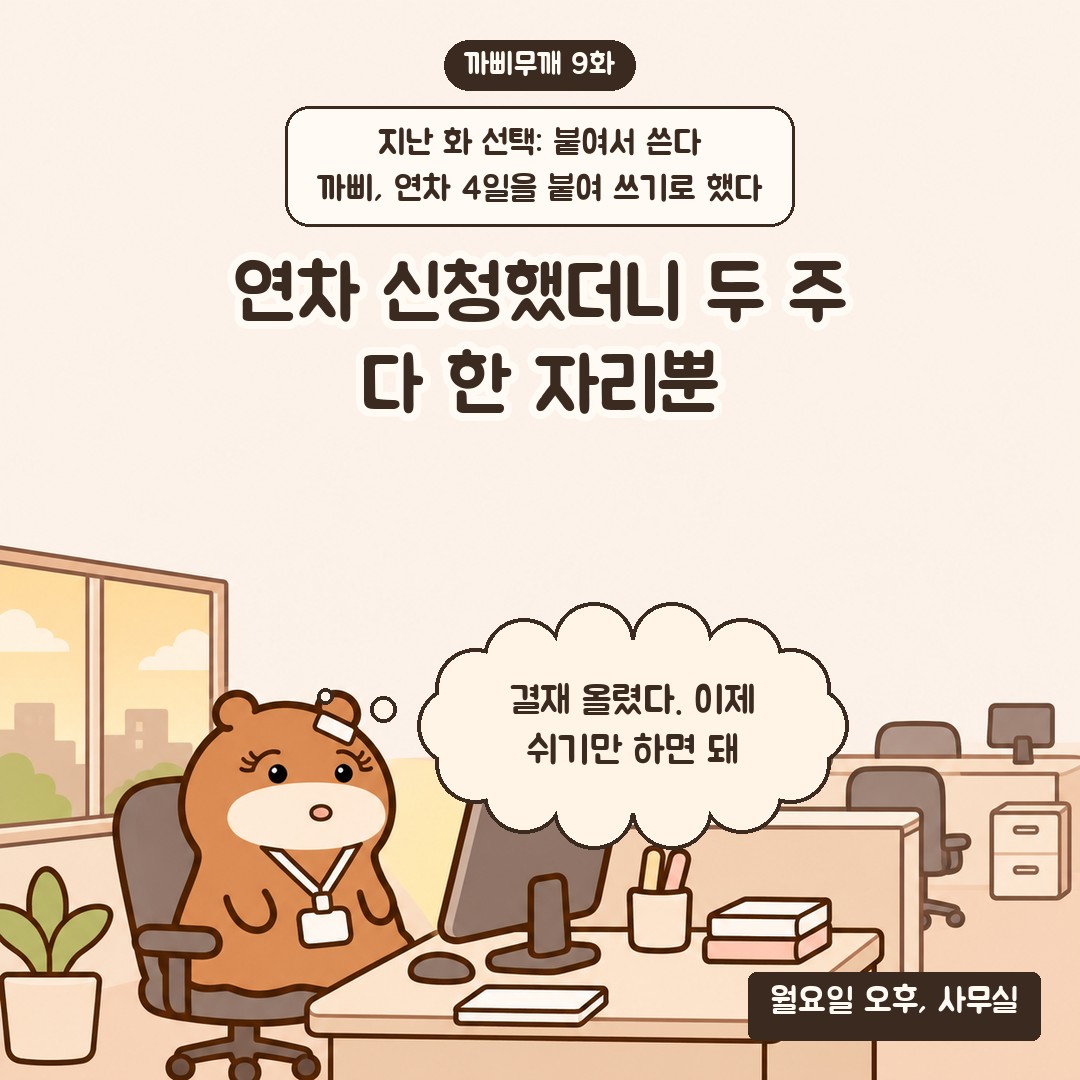 까삐무깨 9화
지난 화 선택: 붙여서 쓴다
까삐, 연차 4일을 붙여 쓰기로 했다
연차 신청했더니 두 주
다 한 자리뿐
결재 올렸다. 이제
쉬기만 하면 돼
월요일 오후, 사무실